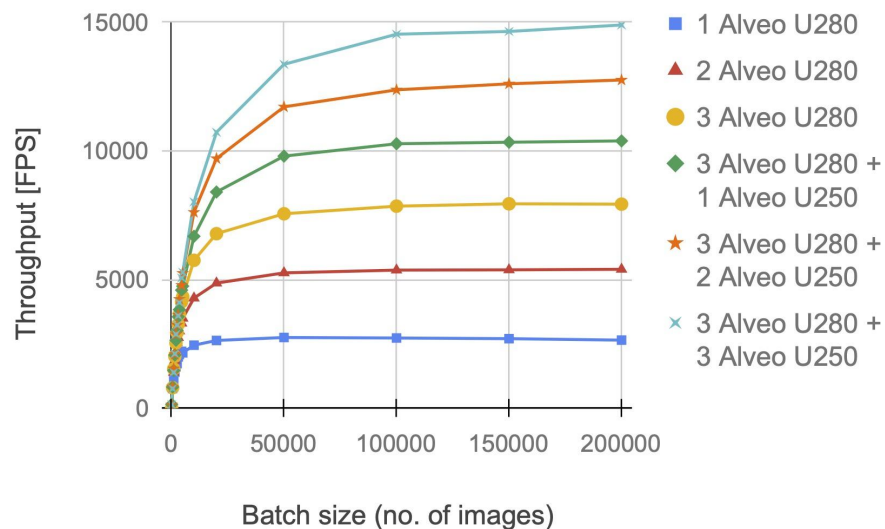 15000
10000
5000
0
0
50000
100000
150000
200000
Throughput [FPS]
Batch size (no. of images)
1 Alveo U280
2 Alveo U280
3 Alveo U280
3 Alveo U280 +
1 Alveo U250
3 Alveo U280 +
2 Alveo U250
3 Alveo U280 +
3 Alveo U250